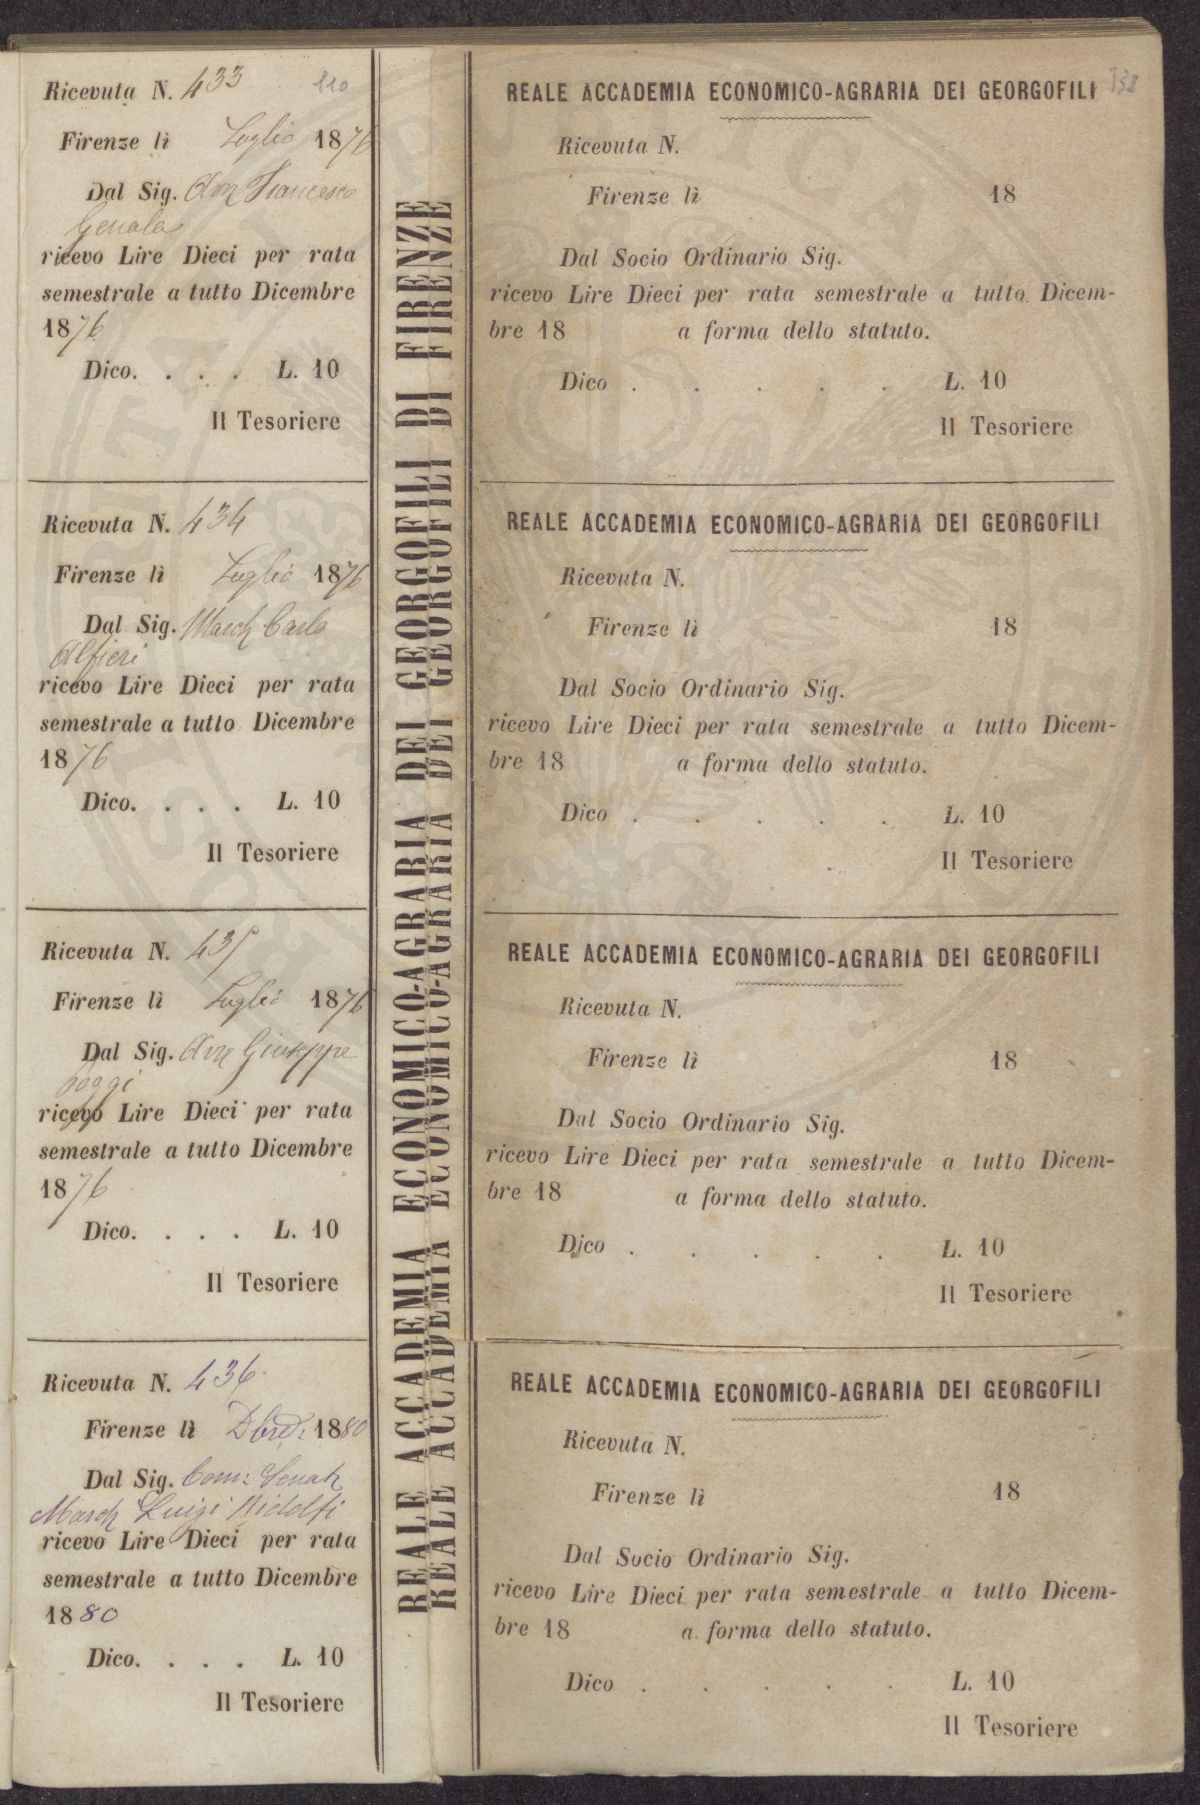 Ricevuta N. 433
110
Firenze lì Luglio 1876
Dal Sig. Avv Francesco
Genala
ricevo Lire Dieci per rata
semestrale a tutto Dicembre
1876
Dico. . . . L. 10
Il Tesoriere
Ricevuta N. 434
Firenze lì Luglio 1876
Dal Sig. March Carlo
Alfieri
ricevo Lire Dieci per rata
semestrale a tutto Dicembre
1876
Dico. . . . L. 10
Il Tesoriere
Ricevuta N. 435
Firenze lì Luglio 1876
Dal Sig. Avv Giuseppe
Poggi
ricevo Lire Dieci per rata
semestrale a tutto Dicembre
1876
Dico. . . . L. 10
Il Tesoriere
Ricevuta N. 436
Firenze lì Dbre 1880
Dal Sig. Com: Senat
March Luigi Ridolfi
ricevo Lire Dieci per rata
semestrale a tutto Dicembre
1880
Dico. . . . L. 10
Il Tesoriere
REALE ACCADEMIA ECONOMICO-AGRARIA DEI GEORGOFILI DI FIRENZE
REALE ACCADEMIA ECONOMICO-AGRARIA DEI GEORGOFILI DI FIRENZE
REALE ACCADEMIA ECONOMICO-AGRARIA DEI GEORGOFILI
Ricevuta N.
Firenze lì 18
Dal Socio Ordinario Sig.
ricevo Lire Dieci per rata semestrale a tutto Dicem-
bre 18 a forma dello statuto.
Dico . . . . . L. 10
Il Tesoriere
REALE ACCADEMIA ECONOMICO-AGRARIA DEI GEORGOFILI
Ricevuta N.
Firenze lì 18
Dal Socio Ordinario Sig.
ricevo Lire Dieci per rata semestrale a tutto Dicem-
bre 18 a forma dello statuto.
Dico . . . . . L. 10
Il Tesoriere
REALE ACCADEMIA ECONOMICO-AGRARIA DEI GEORGOFILI
Ricevuta N.
Firenze lì 18
Dal Socio Ordinario Sig.
ricevo Lire Dieci per rata semestrale a tutto Dicem-
bre 18 a forma dello statuto.
Dico . . . . . L. 10
Il Tesoriere
REALE ACCADEMIA ECONOMICO-AGRARIA DEI GEORGOFILI
Ricevuta N.
Firenze lì 18
Dal Socio Ordinario Sig.
ricevo Lire Dieci per rata semestrale a tutto Dicem-
bre 18 a forma dello statuto.
Dico . . . . . L. 10
Il Tesoriere